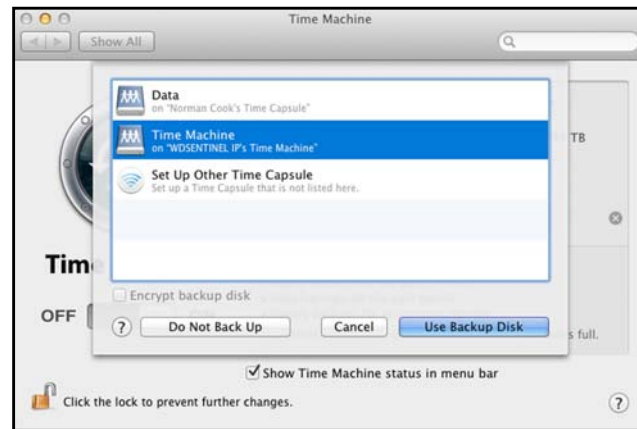 Time Machine
Show All
Data
on "Norman Cook's Time Capsule"
Time Machine
on "WDSENTINEL IP's Time Machine"
Set Up Other Time Capsule
Set up a Time Capsule that is not listed here.
TB
Time
Encrypt backup disk
OFF
? Do Not Back Up Cancel Use Backup Disk
s full.
Show Time Machine status in menu bar
Click the lock to prevent further changes. ?